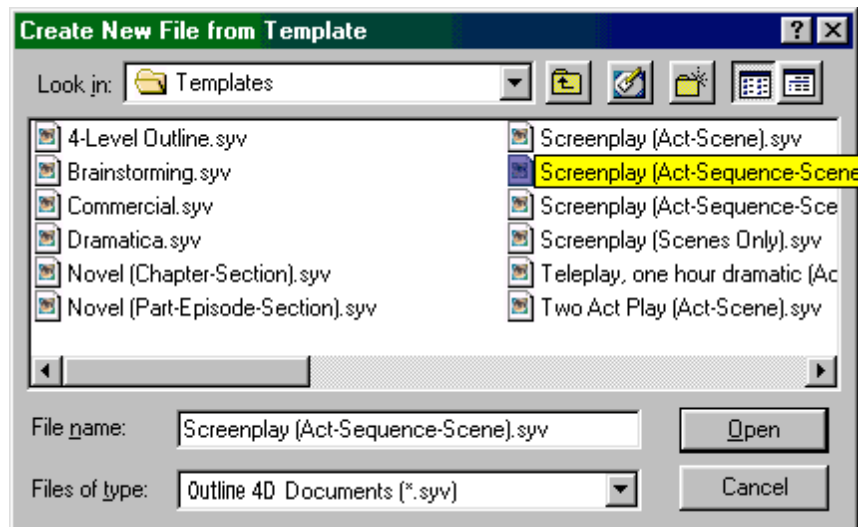 Create New File from Template
Look in: Templates
4-Level Outline.syv
Brainstorming.syv
Commercial.syv
Dramatica.syv
Novel (Chapter-Section).syv
Novel (Part-Episode-Section).syv
Screenplay (Act-Scene).syv
Screenplay (Act-Sequence-Scene
Screenplay (Act-Sequence-Sce
Screenplay (Scenes Only).syv
Teleplay, one hour dramatic (Ac
Two Act Play (Act-Scene).syv
File name: Screenplay (Act-Sequence-Scene).syv Open
Files of type: Outline 4D Documents (*.syv) Cancel